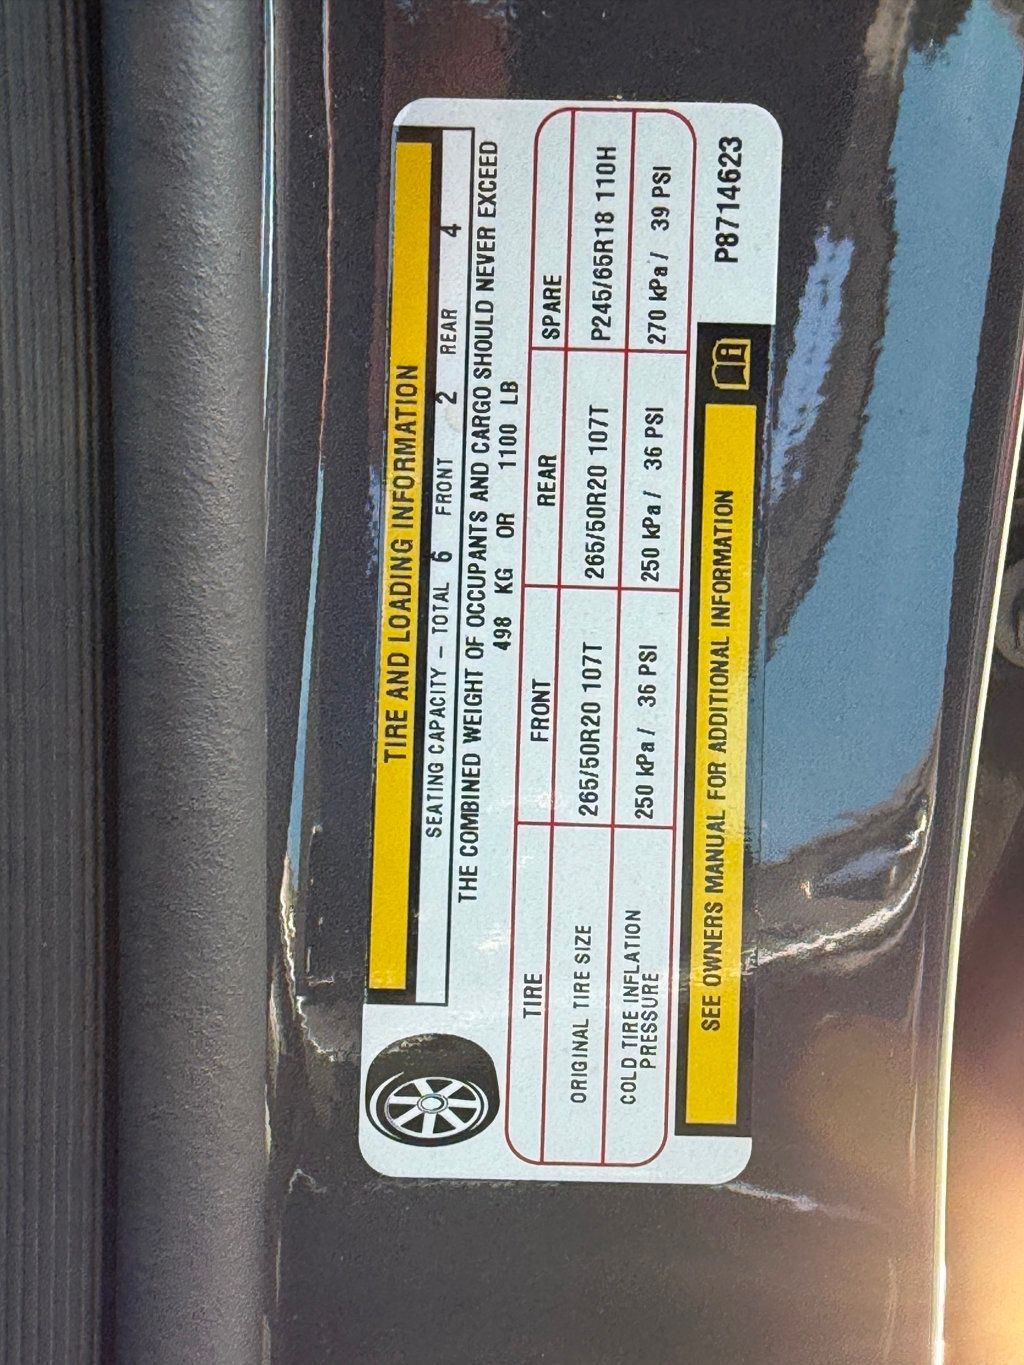 TIRE AND LOADING INFORMATION
SEATING CAPACITY – TOTAL 6 FRONT 2 REAR 4
THE COMBINED WEIGHT OF OCCUPANTS AND CARGO SHOULD NEVER EXCEED
498 KG OR 1100 LB
TIRE FRONT REAR SPARE
ORIGINAL TIRE SIZE 265/50R20 107T 265/50R20 107T P245/65R18 110H
COLD TIRE INFLATION PRESSURE 250 kPa / 36 PSI 250 kPa / 36 PSI 270 kPa / 39 PSI
SEE OWNERS MANUAL FOR ADDITIONAL INFORMATION
P8714623